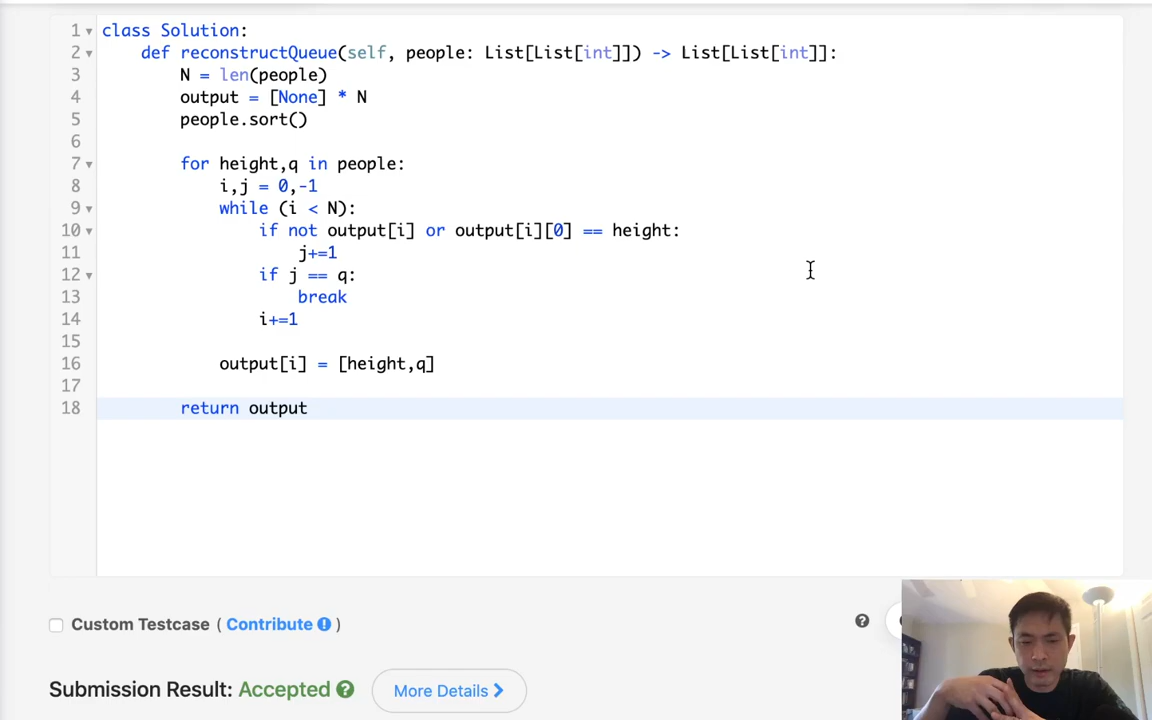 1 class Solution:
2 def reconstructQueue(self, people: List[List[int]]) -> List[List[int]]:
3 N = len(people)
4 output = [None] * N
5 people.sort()
6
7 for height,q in people:
8 i,j = 0,-1
9 while (i < N):
10 if not output[i] or output[i][0] == height:
11 j+=1
12 if j == q:
13 break
14 i+=1
15
16 output[i] = [height,q]
17
18 return output
Custom Testcase ( Contribute ! )
?
Submission Result: Accepted ? More Details >